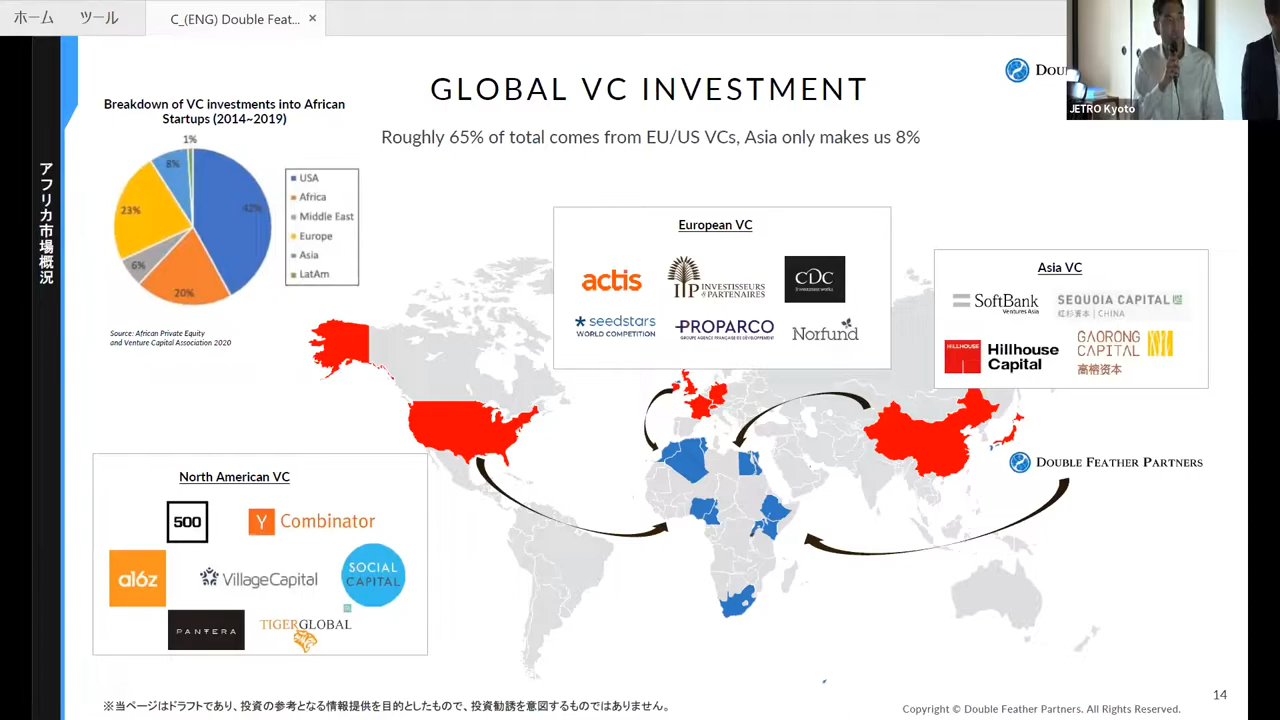 ホーム
ツール
C_(ENG) Double Feat...
×
JETRO Kyoto
アフリカ市場概況
GLOBAL VC INVESTMENT
Roughly 65% of total comes from EU/US VCs, Asia only makes us 8%
Breakdown of VC investments into African
Startups (2014~2019)
1%
8%
42%
23%
6%
20%
USA
Africa
Middle East
Europe
Asia
LatAm
Source: African Private Equity
and Venture Capital Association 2020
European VC
actis
I&P INVESTISSEURS & PARTENAIRES
CDC
Investment works
seedstars
WORLD COMPETITION
PROPARCO
GROUPE AGENCE FRANÇAISE DE DÉVELOPPEMENT
Norfund
Asia VC
SoftBank
Ventures Asia
SEQUOIA CAPITAL
红杉资本 | CHINA
HILLHOUSE
Hillhouse
Capital
GAORONG
CAPITAL
高榕资本
DOUBLE FEATHER PARTNERS
North American VC
500
Y Combinator
a16z
VillageCapital
SOCIAL
CAPITAL
PANTERA
TIGERGLOBAL
※当ページはドラフトであり、投資の参考となる情報提供を目的としたもので、投資勧誘を意図するものではありません。
14
Copyright © Double Feather Partners. All Rights Reserved.